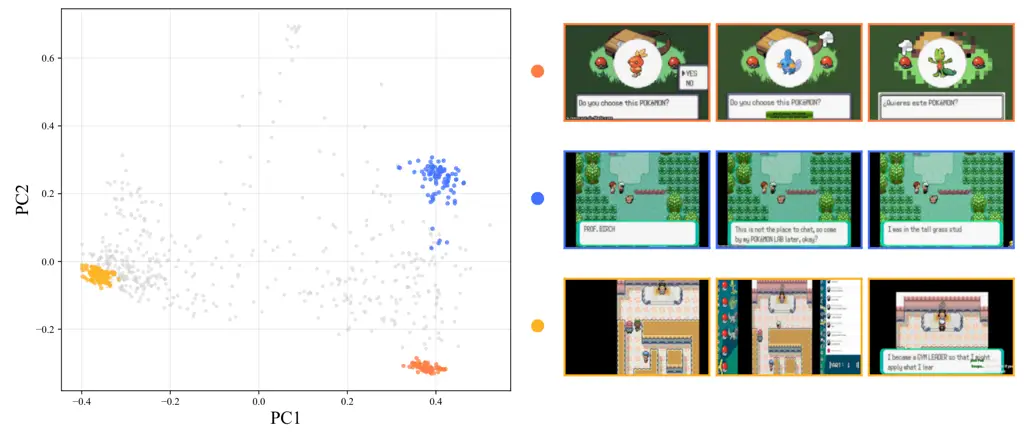 PC2
0.6
0.4
0.2
0.0
−0.2
−0.4
−0.2
0.0
0.2
0.4
PC1
YES
NO
Do you choose this POKéMON?
Do you choose this POKéMON?
¿Quieres este POKéMON?
PROF. BIRCH
This is not the place to chat, so come
by my POKéMON LAB later, okay?
I was in the tall grass stud
I became a GYM LEADER so that I might
apply what I lear